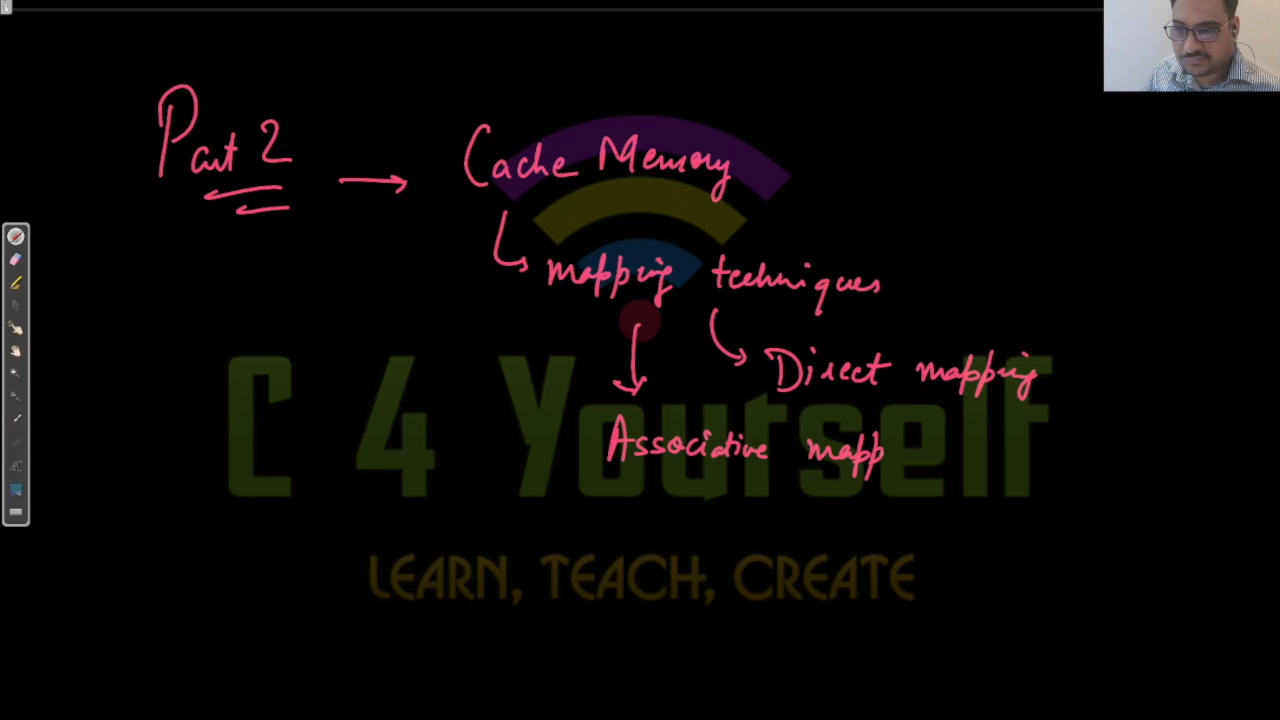 Part 2
Cache Memory
mapping techniques
Direct mapping
Associative mapp
C 4 Yourself
LEARN, TEACH, CREATE